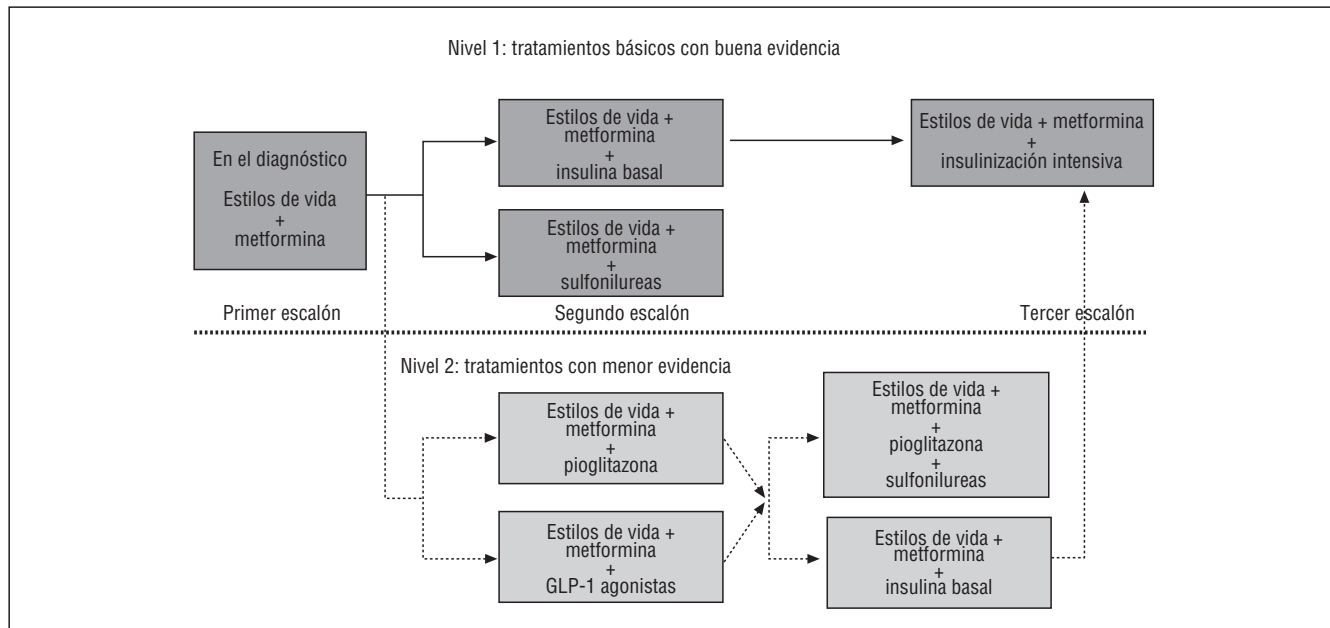 Nivel 1: tratamientos básicos con buena evidencia
En el diagnóstico
Estilos de vida
+
metformina
Estilos de vida +
metformina
+
insulina basal
Estilos de vida +
metformina
+
sulfonilureas
Estilos de vida + metformina
+
insulinización intensiva
Primer escalón
Segundo escalón
Tercer escalón
Nivel 2: tratamientos con menor evidencia
Estilos de vida +
metformina
+
pioglitazona
Estilos de vida +
metformina
+
GLP-1 agonistas
Estilos de vida +
metformina
+
pioglitazona
+
sulfonilureas
Estilos de vida +
metformina
+
insulina basal